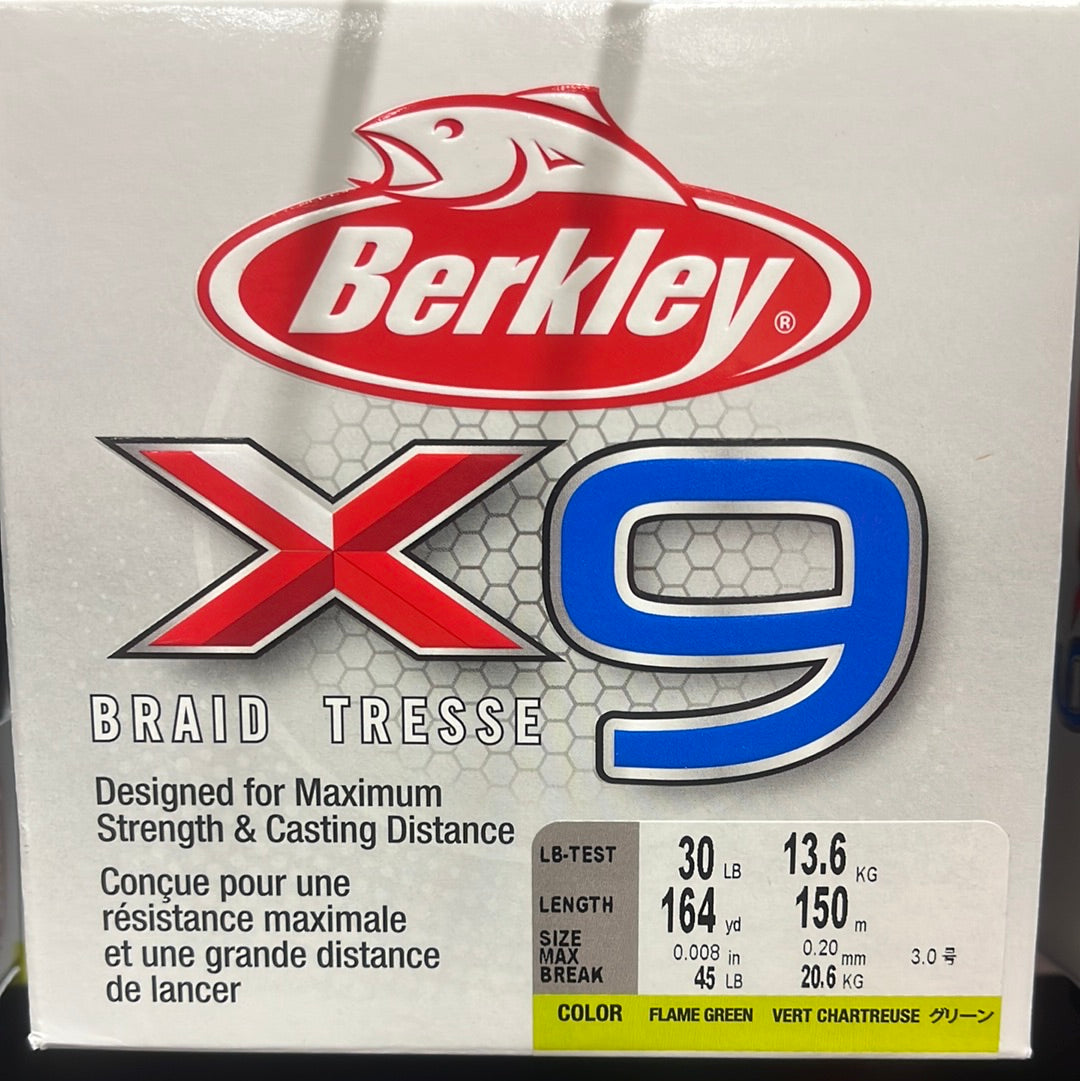 Berkley®
X9
BRAID TRESSE
Designed for Maximum
Strength & Casting Distance
Conçue pour une
résistance maximale
et une grande distance
de lancer
LB-TEST 30 LB 13.6 KG
LENGTH 164 yd 150 m
SIZE 0.008 in 0.20 mm 3.0 号
MAX
BREAK 45 LB 20.6 KG
COLOR FLAME GREEN VERT CHARTREUSE グリーン